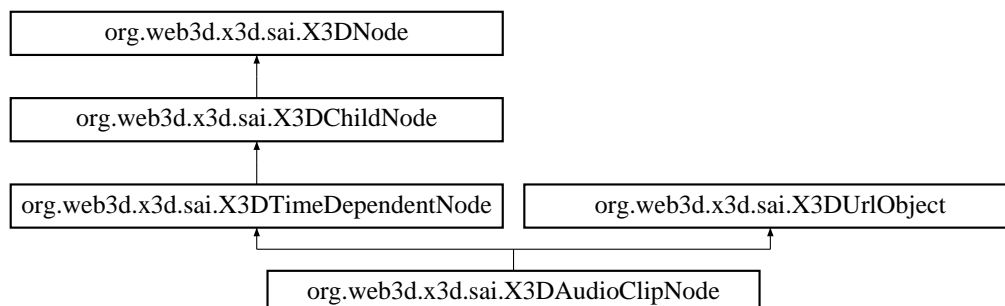 org.web3d.x3d.sai.X3DNode
org.web3d.x3d.sai.X3DChildNode
org.web3d.x3d.sai.X3DTimeDependentNode
org.web3d.x3d.sai.X3DUrlObject
org.web3d.x3d.sai.X3DAudioClipNode